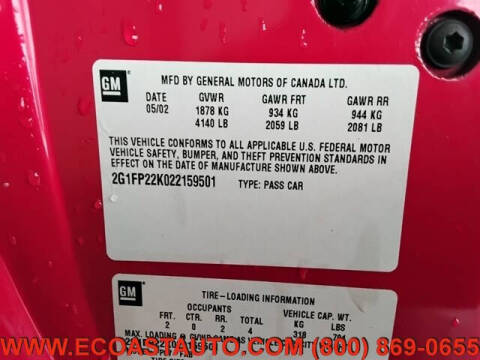 GM
MFD BY GENERAL MOTORS OF CANADA LTD.
DATE GVWR GAWR FRT GAWR RR
05/02 1878 KG 934 KG 944 KG
4140 LB 2059 LB 2081 LB
THIS VEHICLE CONFORMS TO ALL APPLICABLE U.S. FEDERAL MOTOR
VEHICLE SAFETY, BUMPER, AND THEFT PREVENTION STANDARDS IN
EFFECT ON THE DATE OF MANUFACTURE SHOWN ABOVE.
2G1FP22K022159501 TYPE: PASS CAR
GM
TIRE-LOADING INFORMATION
OCCUPANTS VEHICLE CAP. WT.
FRT CTR RR TOTAL KG LBS
2 0 2 4 318
MAX. LOADING @
WWW.ECOASTAUTO.COM (800) 869-0655